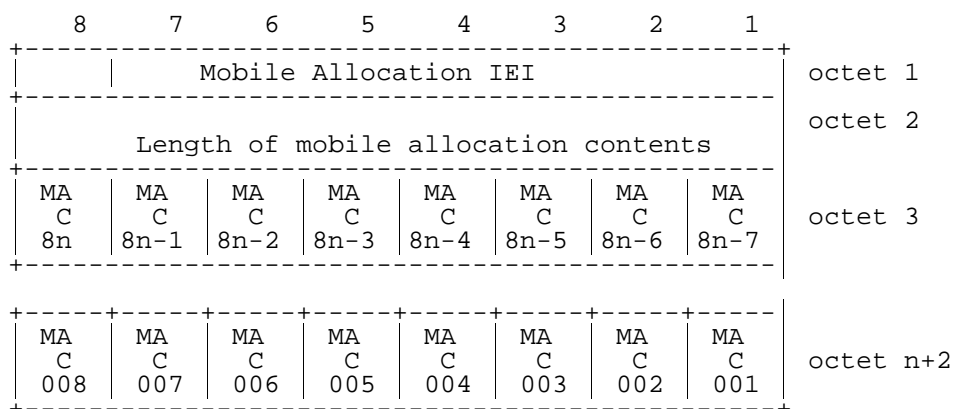 8 7 6 5 4 3 2 1
Mobile Allocation IEI octet 1
octet 2
Length of mobile allocation contents
MA MA MA MA MA MA MA MA
C C C C C C C C octet 3
8n 8n-1 8n-2 8n-3 8n-4 8n-5 8n-6 8n-7
MA MA MA MA MA MA MA MA
C C C C C C C C octet n+2
008 007 006 005 004 003 002 001